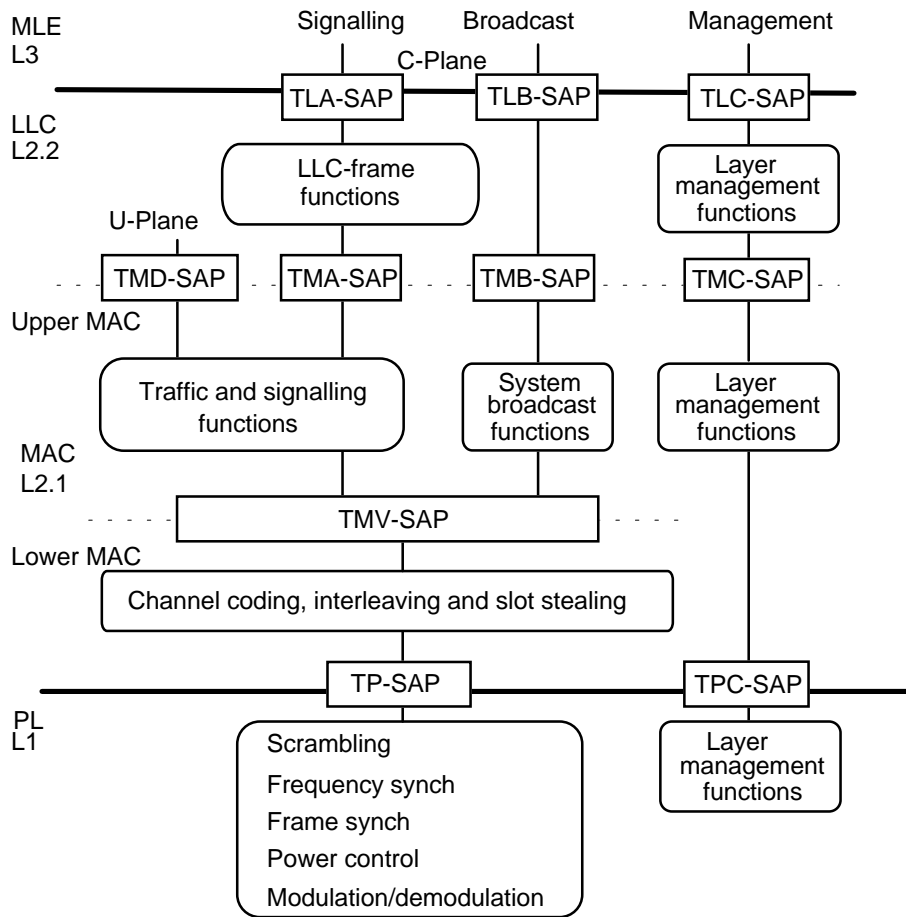 MLE
L3
Signalling
Broadcast
Management
C-Plane
TLA-SAP
TLB-SAP
TLC-SAP
LLC
L2.2
LLC-frame
functions
Layer
management
functions
U-Plane
TMD-SAP
TMA-SAP
TMB-SAP
TMC-SAP
Upper MAC
Traffic and signalling
functions
System
broadcast
functions
Layer
management
functions
MAC
L2.1
TMV-SAP
Lower MAC
Channel coding, interleaving and slot stealing
TP-SAP
TPC-SAP
PL
L1
Scrambling
Frequency synch
Frame synch
Power control
Modulation/demodulation
Layer
management
functions